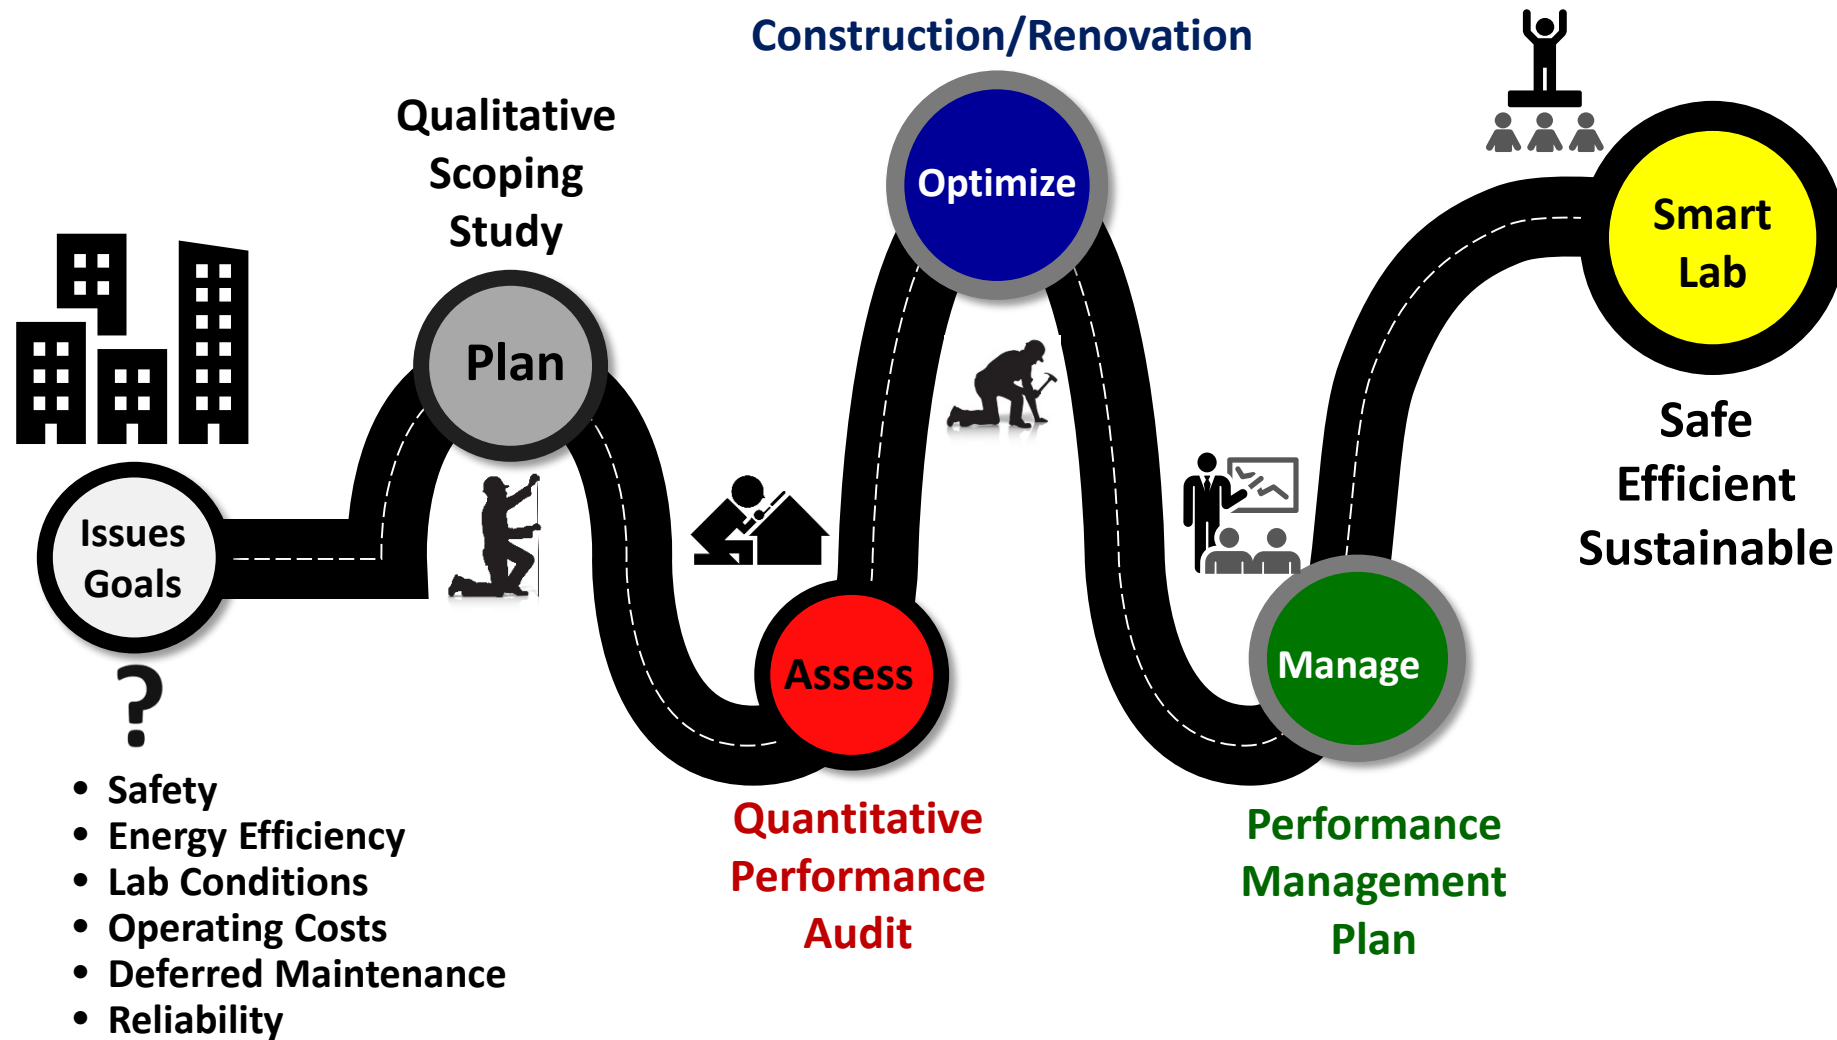 Construction/Renovation
Qualitative
Scoping
Study
Optimize
Smart
Lab
Plan
Safe
Efficient
Sustainable
Issues
Goals
?
Assess
Manage
• Safety
• Energy Efficiency
• Lab Conditions
• Operating Costs
• Deferred Maintenance
• Reliability
Quantitative
Performance
Audit
Performance
Management
Plan